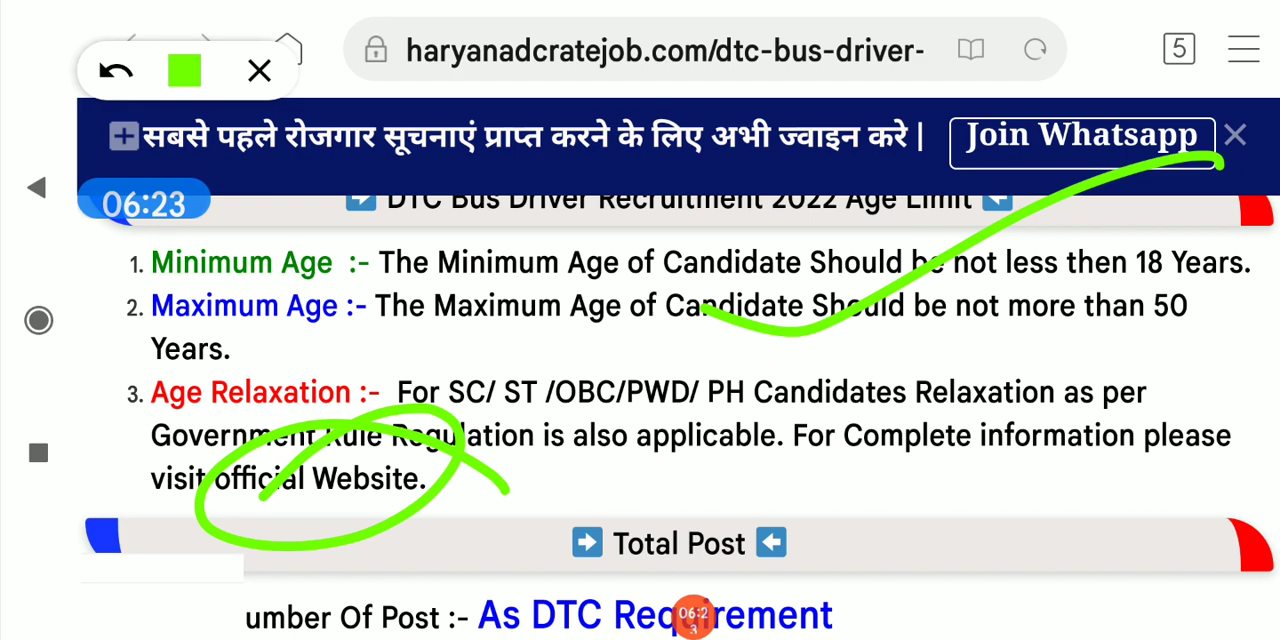 haryanadcratejob.com/dtc-bus-driver-
5
सबसे पहले रोजगार सूचनाएं प्राप्त करने के लिए अभी ज्वाइन करे |
Join Whatsapp
06:23
DTC Bus Driver Recruitment 2022 Age Limit
1. Minimum Age :- The Minimum Age of Candidate Should be not less then 18 Years.
2. Maximum Age :- The Maximum Age of Candidate Should be not more than 50
Years.
3. Age Relaxation :- For SC/ ST /OBC/PWD/ PH Candidates Relaxation as per
Government Rule Regulation is also applicable. For Complete information please
visit official Website.
Total Post
umber Of Post :- As DTC Requirement
06:2
3